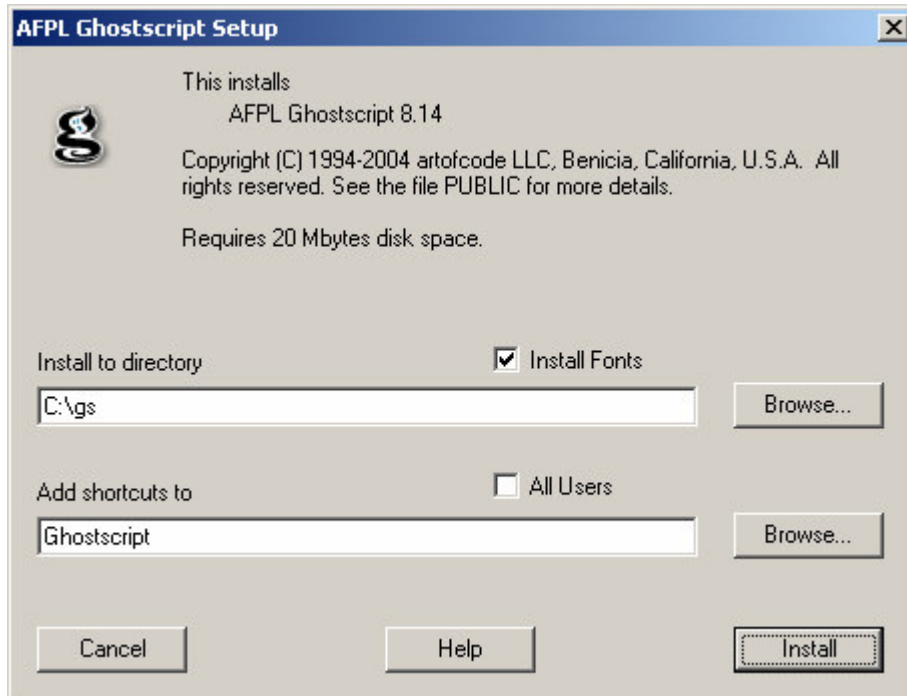 AFPL Ghostscript Setup
This installs
AFPL Ghostscript 8.14
Copyright (C) 1994-2004 artofcode LLC, Benicia, California, U.S.A. All
rights reserved. See the file PUBLIC for more details.
Requires 20 Mbytes disk space.
Install to directory
Install Fonts
C:\gs
Browse...
Add shortcuts to
All Users
Ghostscript
Browse...
Cancel
Help
Install